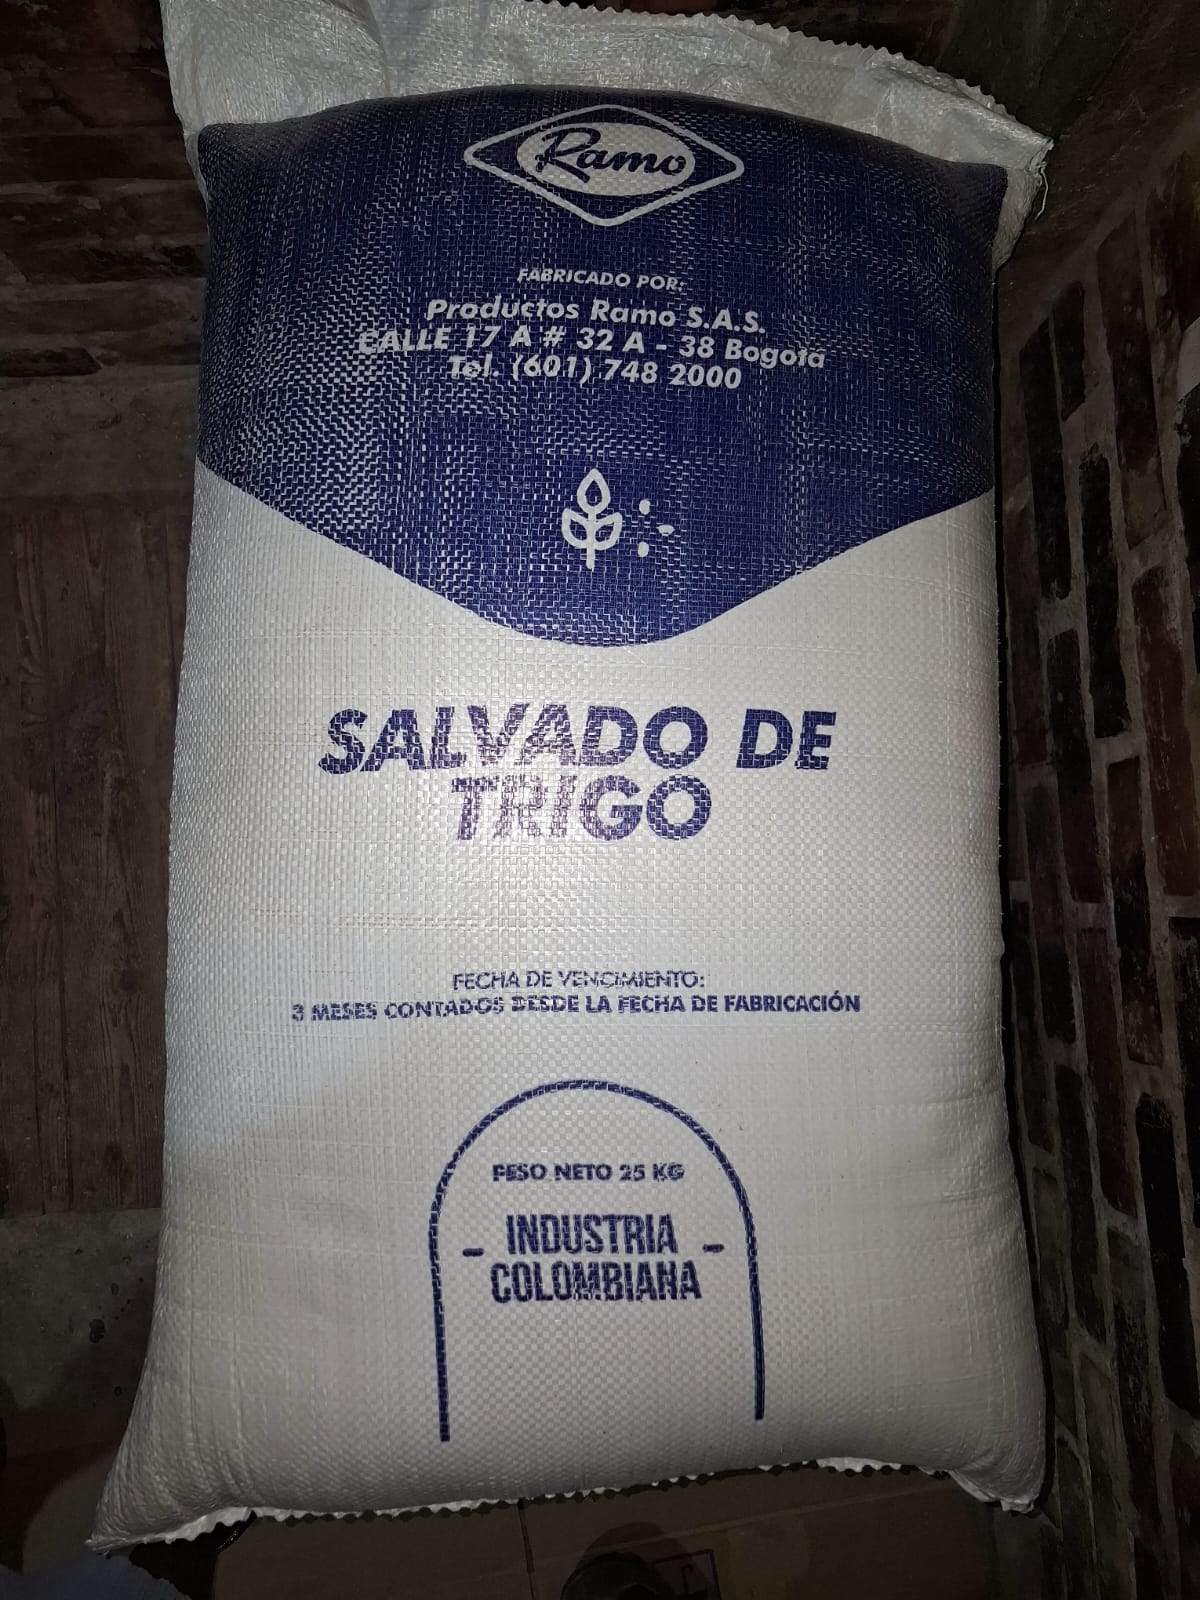 Ramo
FABRICADO POR:
Productos Ramo S.A.S.
CALLE 17 A # 32 A - 38 Bogotá
Tel. (601) 748 2000
SALVADO DE
TRIGO
FECHA DE VENCIMIENTO:
3 MESES CONTADOS DESDE LA FECHA DE FABRICACIÓN
PESO NETO 25 KG
- INDUSTRIA -
COLOMBIANA